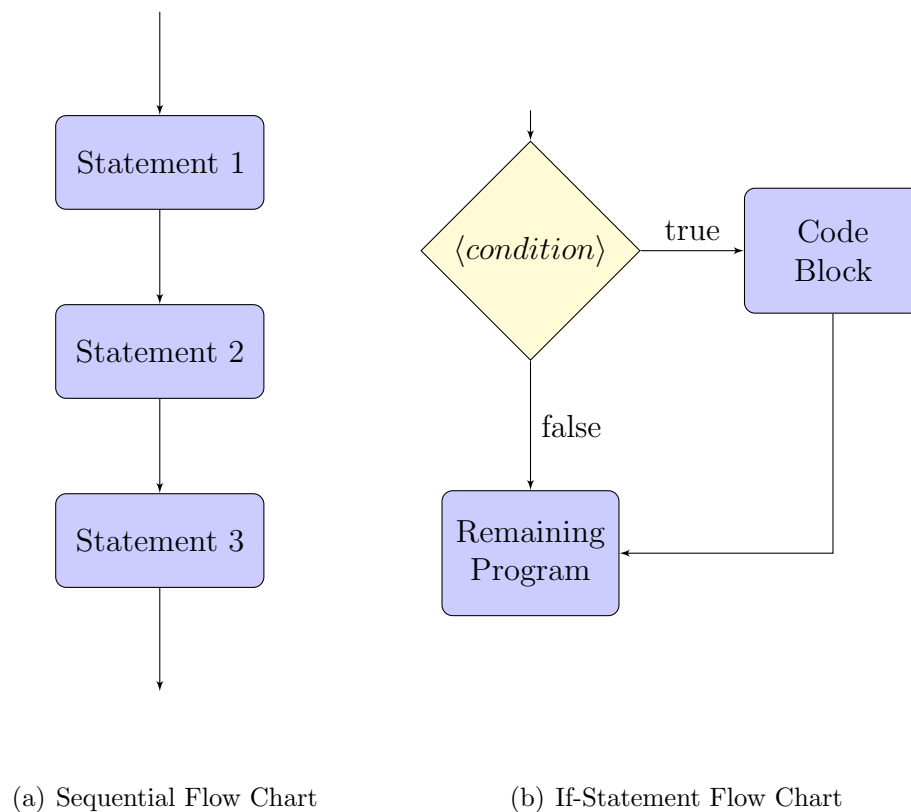 Statement 1
Statement 2
Statement 3
(a) Sequential Flow Chart
⟨condition⟩
true
Code
Block
false
Remaining
Program
(b) If-Statement Flow Chart